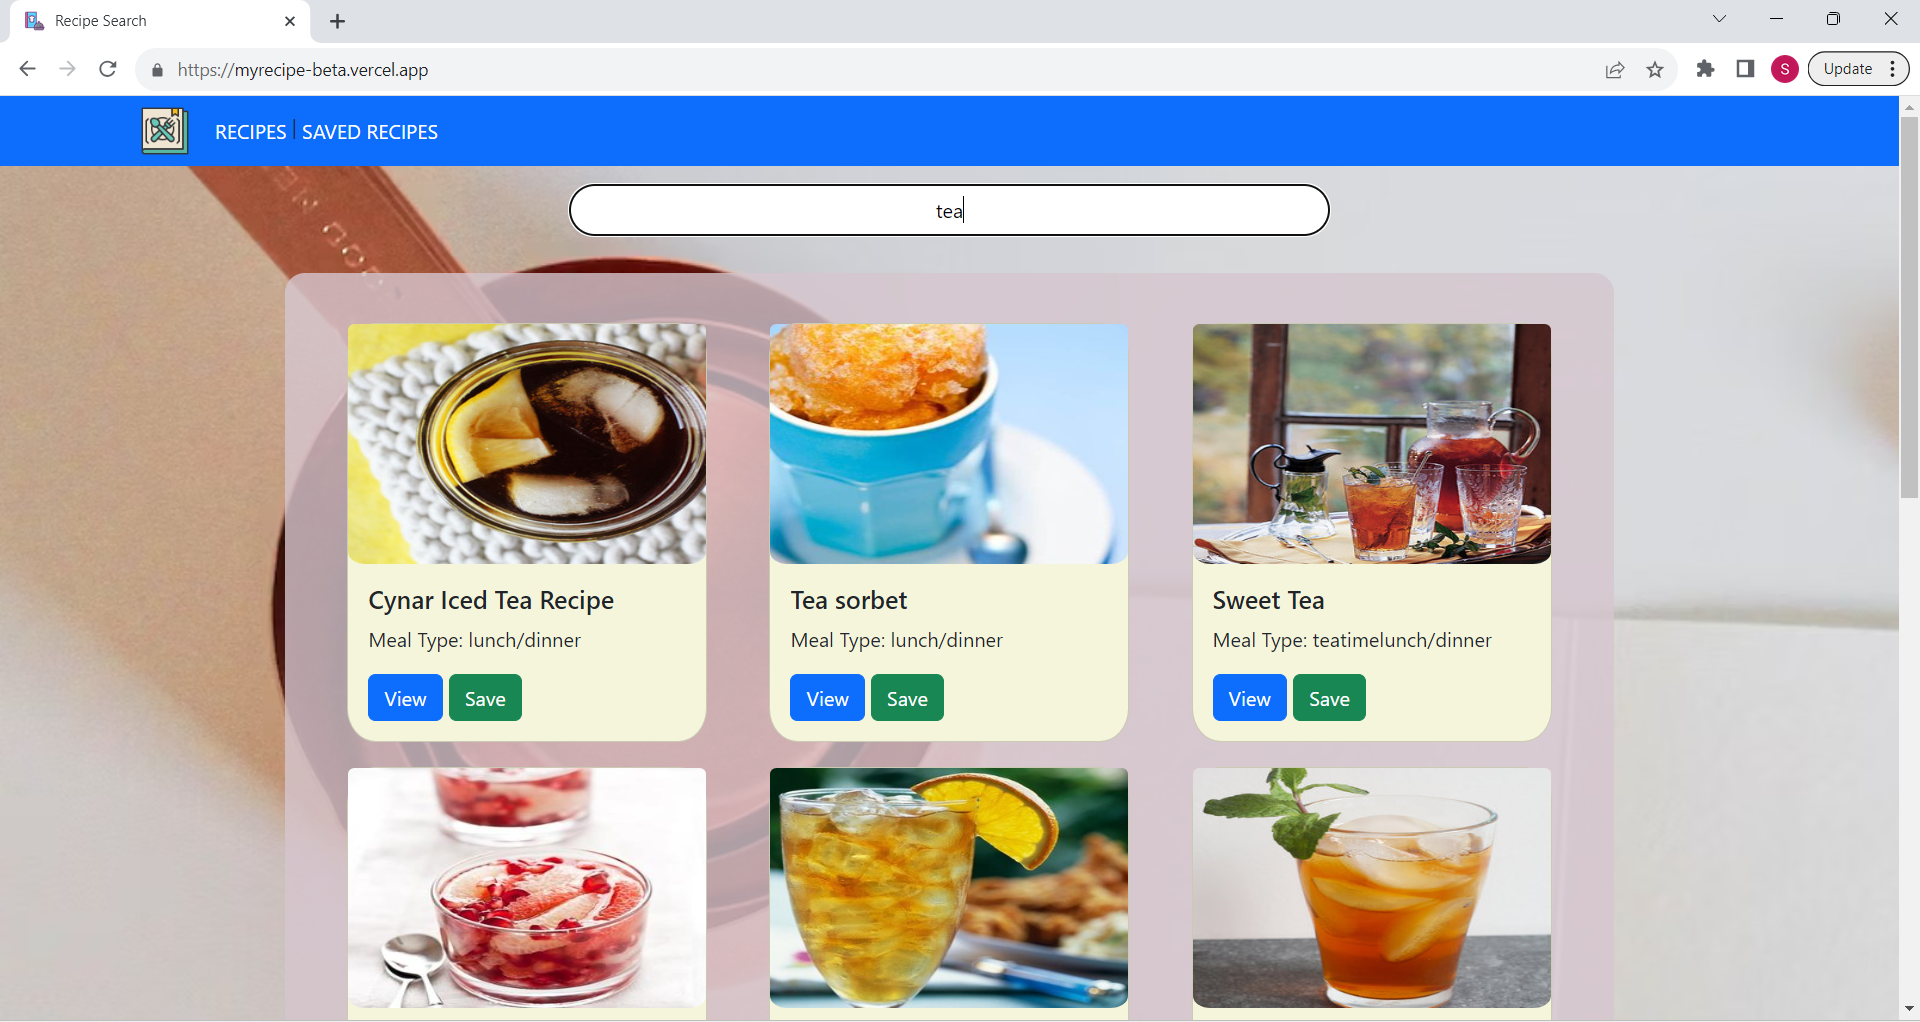 Recipe Search
https://myrecipe-beta.vercel.app
S
Update
RECIPES | SAVED RECIPES
tea
Cynar Iced Tea Recipe
Meal Type: lunch/dinner
View Save
Tea sorbet
Meal Type: lunch/dinner
View Save
Sweet Tea
Meal Type: teatimelunch/dinner
View Save